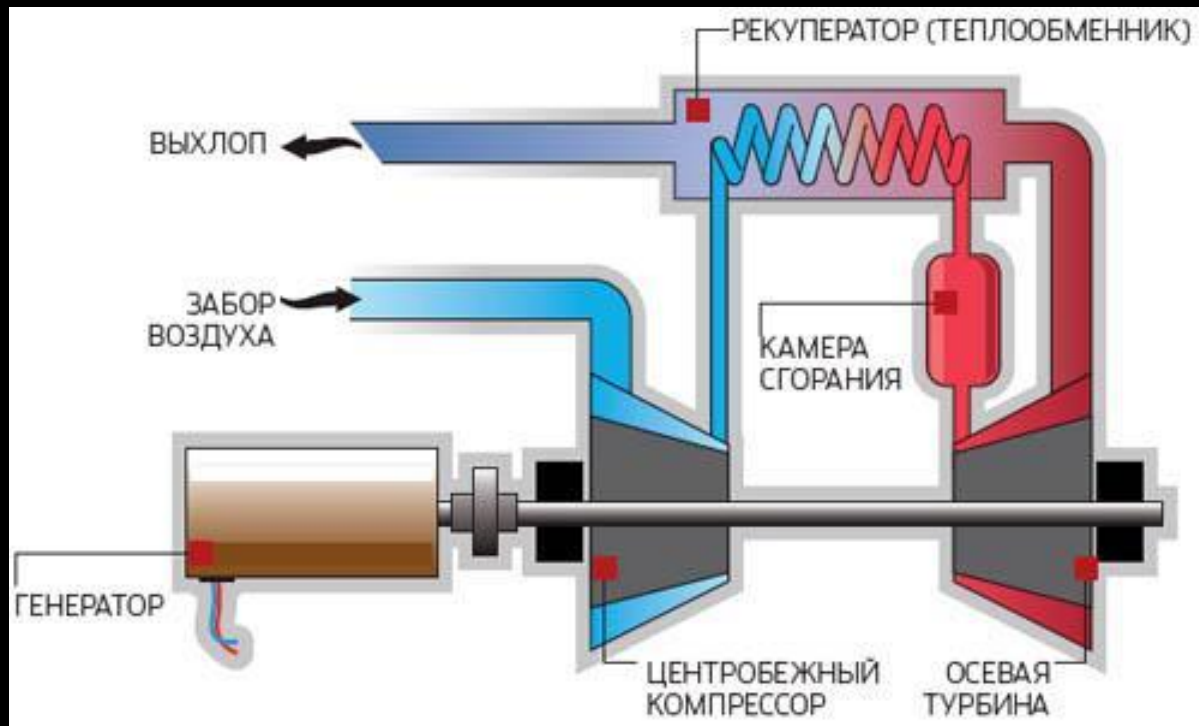 РЕКУПЕРАТОР (ТЕПЛООБМЕННИК)
ВЫХЛОП
ЗАБОР
ВОЗДУХА
КАМЕРА
СГОРАНИЯ
ГЕНЕРАТОР
ЦЕНТРОБЕЖНЫЙ
КОМПРЕССОР
ОСЕВАЯ
ТУРБИНА